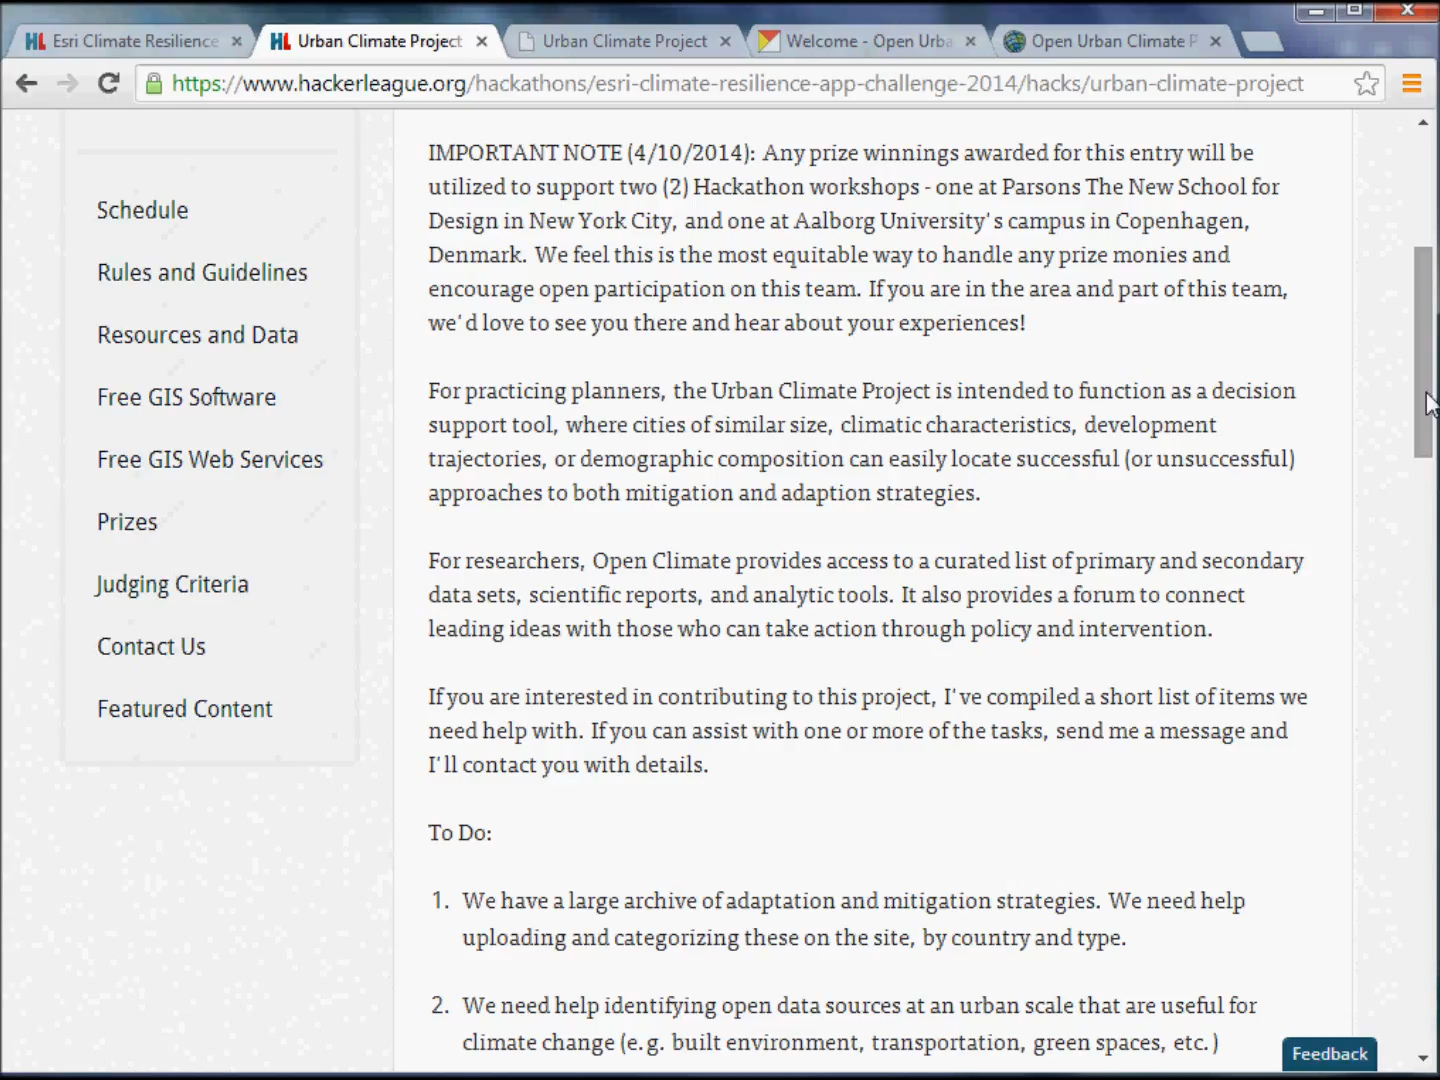 Esri Climate Resilience
Urban Climate Project
Urban Climate Project
Welcome - Open Urba
Open Urban Climate P
https://www.hackerleague.org/hackathons/esri-climate-resilience-app-challenge-2014/hacks/urban-climate-project
Schedule
Rules and Guidelines
Resources and Data
Free GIS Software
Free GIS Web Services
Prizes
Judging Criteria
Contact Us
Featured Content
IMPORTANT NOTE (4/10/2014): Any prize winnings awarded for this entry will be
utilized to support two (2) Hackathon workshops - one at Parsons The New School for
Design in New York City, and one at Aalborg University's campus in Copenhagen,
Denmark. We feel this is the most equitable way to handle any prize monies and
encourage open participation on this team. If you are in the area and part of this team,
we'd love to see you there and hear about your experiences!
For practicing planners, the Urban Climate Project is intended to function as a decision
support tool, where cities of similar size, climatic characteristics, development
trajectories, or demographic composition can easily locate successful (or unsuccessful)
approaches to both mitigation and adaption strategies.
For researchers, Open Climate provides access to a curated list of primary and secondary
data sets, scientific reports, and analytic tools. It also provides a forum to connect
leading ideas with those who can take action through policy and intervention.
If you are interested in contributing to this project, I've compiled a short list of items we
need help with. If you can assist with one or more of the tasks, send me a message and
I'll contact you with details.
To Do:
1. We have a large archive of adaptation and mitigation strategies. We need help
uploading and categorizing these on the site, by country and type.
2. We need help identifying open data sources at an urban scale that are useful for
climate change (e.g. built environment, transportation, green spaces, etc.)
Feedback